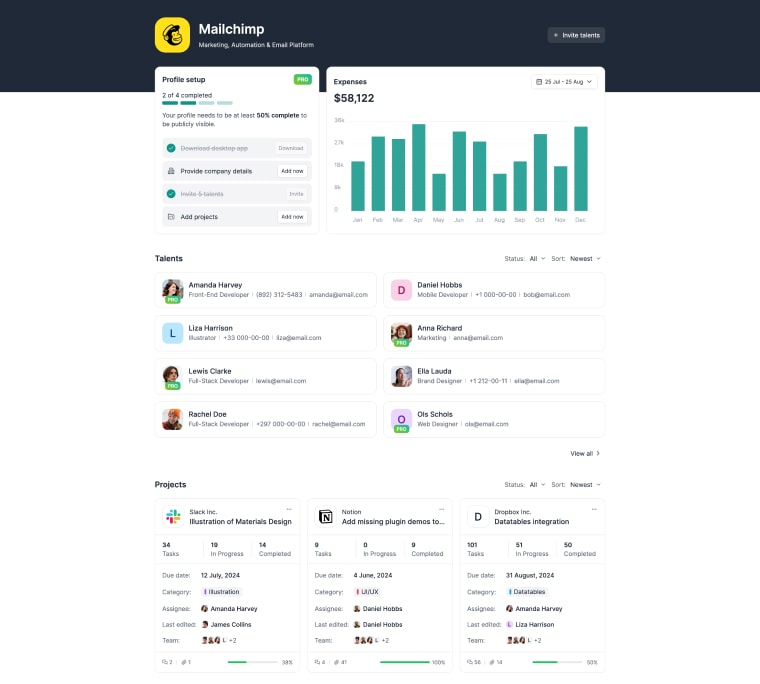 Mailchimp
Marketing, Automation & Email Platform
+ Invite talents
Profile setup
PRO
2 of 4 completed
Your profile needs to be at least 50% complete to
be publicly visible.
Download desktop app Download
Provide company details Add now
Invite 5 talents Invite
Add projects Add now
Expenses
25 Jul - 25 Aug
$58,122
36k
27k
18k
9k
0
Jan Feb Mar Apr May Jun Jul Aug Sep Oct Nov Dec
Talents
Status: All Sort: Newest
Amanda Harvey
Front-End Developer | (892) 312-5483 | amanda@email.com
PRO
Daniel Hobbs
D
Mobile Developer | +1 000-00-00 | bob@email.com
Liza Harrison
L
Illustrator | +33 000-00-00 | liza@email.com
Anna Richard
Marketing | anna@email.com
PRO
Lewis Clarke
Full-Stack Developer | lewis@email.com
PRO
Ella Lauda
Brand Designer | +1 212-00-11 | ella@email.com
Rachel Doe
Full-Stack Developer | +297 000-00-00 | rachel@email.com
Ols Schols
O
Web Designer | ols@email.com
PRO
View all
Projects
Status: All Sort: Newest
Slack Inc.
Illustration of Materials Design
34 19 14
Tasks In Progress Completed
Due date: 12 July, 2024
Category: Illustration
Assignee: Amanda Harvey
Last edited: James Collins
Team: L +2
2 | 1 38%
Notion
N
Add missing plugin demos to...
9 0 9
Tasks In Progress Completed
Due date: 4 June, 2024
Category: UI/UX
Assignee: Daniel Hobbs
Last edited: Daniel Hobbs
Team: L +2
4 | 41 100%
Dropbox Inc.
D
Datatables integration
101 51 50
Tasks In Progress Completed
Due date: 31 August, 2024
Category: Datatables
Assignee: Amanda Harvey
Last edited: L Liza Harrison
Team: L +2
56 | 14 50%